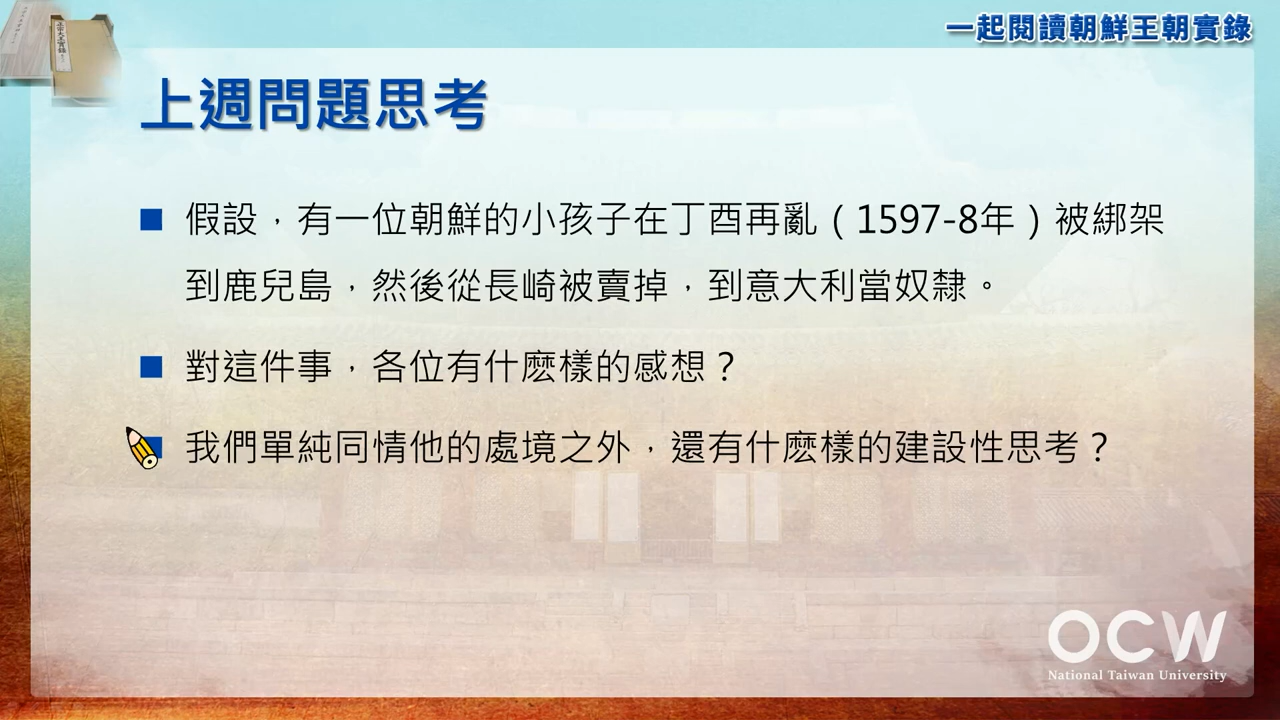 一起閱讀朝鮮王朝實錄
上週問題思考
假設，有一位朝鮮的小孩子在丁酉再亂（1597-8年）被綁架
到鹿兒島，然後從長崎被賣掉，到意大利當奴隸。
對這件事，各位有什麽樣的感想？
我們單純同情他的處境之外，還有什麽樣的建設性思考？
OCW
National Taiwan University